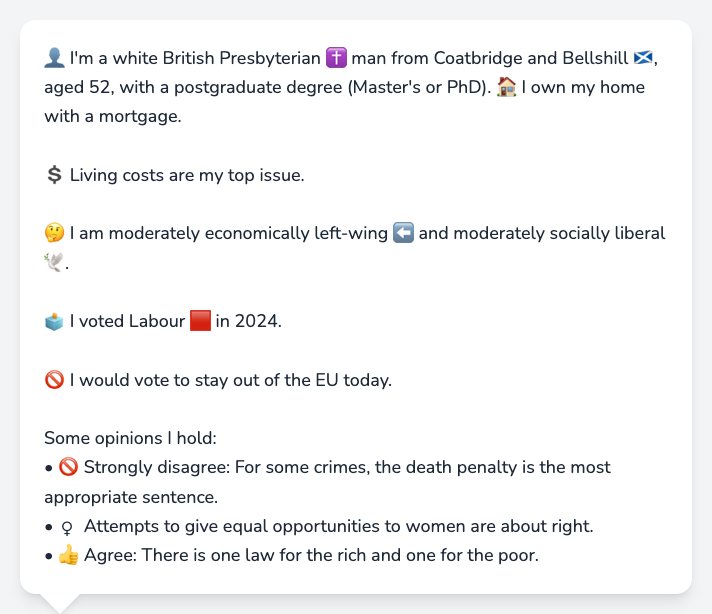 👤 I'm a white British Presbyterian ✝️ man from Coatbridge and Bellshill 🏴󠁧󠁢󠁳󠁣󠁴󠁿,
aged 52, with a postgraduate degree (Master's or PhD). 🏠 I own my home
with a mortgage.
💲 Living costs are my top issue.
🤔 I am moderately economically left-wing ⬅️ and moderately socially liberal
🕊️.
🗳️ I voted Labour 🟥 in 2024.
🚫 I would vote to stay out of the EU today.
Some opinions I hold:
• 🚫 Strongly disagree: For some crimes, the death penalty is the most
appropriate sentence.
• ♀ Attempts to give equal opportunities to women are about right.
• 👍 Agree: There is one law for the rich and one for the poor.